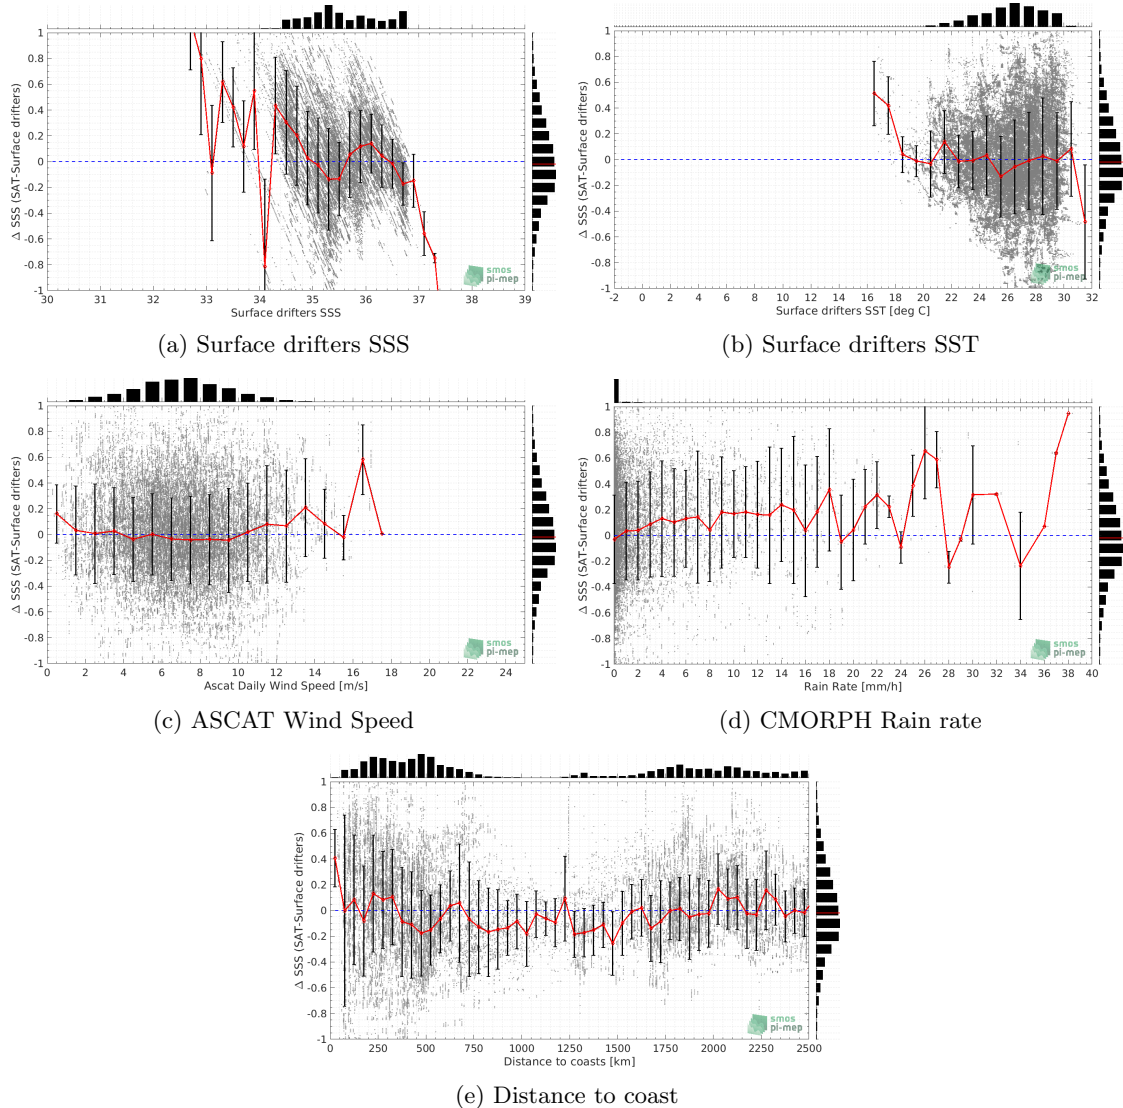 Δ SSS (SAT-Surface drifters)
1
0.8
0.6
0.4
0.2
0
-0.2
-0.4
-0.6
-0.8
-1
30 31 32 33 34 35 36 37 38 39
Surface drifters SSS
smos
pi-mep
(a) Surface drifters SSS
Δ SSS (SAT-Surface drifters)
1
0.8
0.6
0.4
0.2
0
-0.2
-0.4
-0.6
-0.8
-1
-2 0 2 4 6 8 10 12 14 16 18 20 22 24 26 28 30 32
Surface drifters SST [deg C]
smos
pi-mep
(b) Surface drifters SST
Δ SSS (SAT-Surface drifters)
1
0.8
0.6
0.4
0.2
0
-0.2
-0.4
-0.6
-0.8
-1
0 2 4 6 8 10 12 14 16 18 20 22 24
Ascat Daily Wind Speed [m/s]
smos
pi-mep
(c) ASCAT Wind Speed
Δ SSS (SAT-Surface drifters)
1
0.8
0.6
0.4
0.2
0
-0.2
-0.4
-0.6
-0.8
-1
0 2 4 6 8 10 12 14 16 18 20 22 24 26 28 30 32 34 36 38 40
Rain Rate [mm/h]
smos
pi-mep
(d) CMORPH Rain rate
Δ SSS (SAT-Surface drifters)
1
0.8
0.6
0.4
0.2
0
-0.2
-0.4
-0.6
-0.8
-1
0 250 500 750 1000 1250 1500 1750 2000 2250 2500
Distance to coasts [km]
smos
pi-mep
(e) Distance to coast